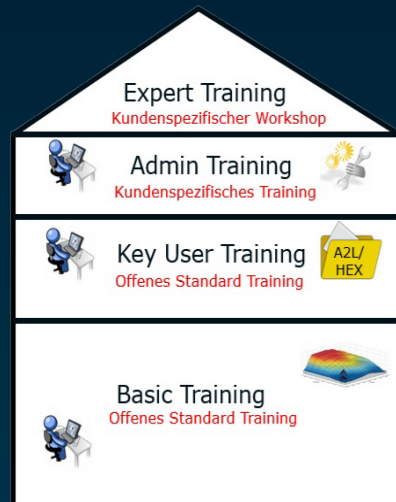 Expert Training
Kundenspezifischer Workshop
Admin Training
Kundenspezifisches Training
Key User Training
Offenes Standard Training
A2L/
HEX
Basic Training
Offenes Standard Training